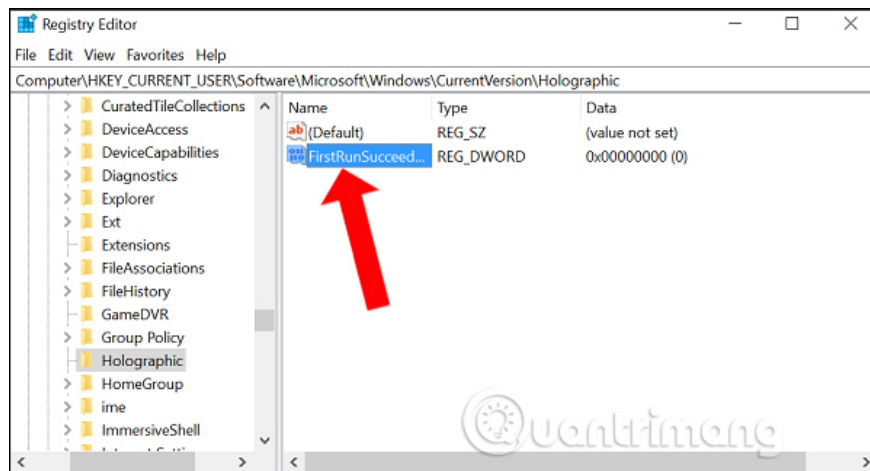 Registry Editor
File Edit View Favorites Help
Computer\HKEY_CURRENT_USER\Software\Microsoft\Windows\CurrentVersion\Holographic
CuratedTileCollections
DeviceAccess
DeviceCapabilities
Diagnostics
Explorer
Ext
Extensions
FileAssociations
FileHistory
GameDVR
Group Policy
Holographic
HomeGroup
ime
ImmersiveShell
Name Type Data
ab (Default) REG_SZ (value not set)
FirstRunSucceed... REG_DWORD 0x00000000 (0)
Quantrimang